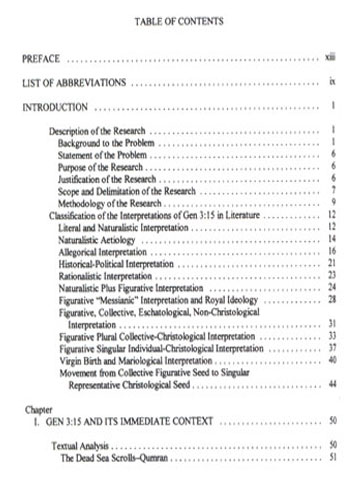 TABLE OF CONTENTS
PREFACE ..... xiii
LIST OF ABBREVIATIONS ..... ix
INTRODUCTION ..... 1
Description of the Research ..... 1
Background to the Problem ..... 1
Statement of the Problem ..... 6
Purpose of the Research ..... 6
Justification of the Research ..... 6
Scope and Delimitation of the Research ..... 7
Methodology of the Research ..... 9
Classification of the Interpretations of Gen 3:15 in Literature ..... 12
Literal and Naturalistic Interpretation ..... 12
Naturalistic Aetiology ..... 14
Allegorical Interpretation ..... 16
Historical-Political Interpretation ..... 21
Rationalistic Interpretation ..... 23
Naturalistic Plus Figurative Interpretation ..... 24
Figurative "Messianic" Interpretation and Royal Ideology ..... 28
Figurative, Collective, Eschatological, Non-Christological
Interpretation ..... 31
Figurative Plural Collective-Christological Interpretation ..... 33
Figurative Singular Individual-Christological Interpretation ..... 37
Virgin Birth and Mariological Interpretation ..... 40
Movement from Collective Figurative Seed to Singular
Representative Christological Seed ..... 44
Chapter
I. GEN 3:15 AND ITS IMMEDIATE CONTEXT ..... 50
Textual Analysis ..... 50
The Dead Sea Scrolls–Qumran ..... 51